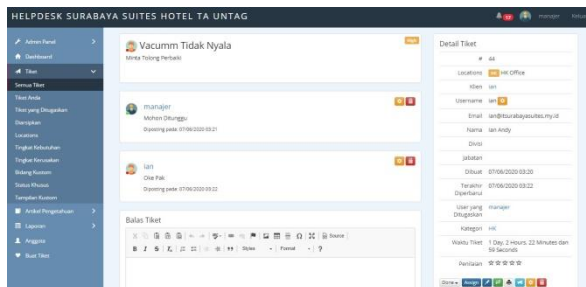 HELPDESK SURABAYA SUITES HOTEL TA UNTAG
manajer
Admin Panel
Dashboard
Tiket
Semua Tiket
Tiket Anda
Tiket yang Ditugaskan
Diarsipkan
Locations
Tingkat Kebutuhan
Tingkat Kerusakan
Bidang Kustom
Status Khusus
Tampilan Kustom
Artikel Pengetahuan
Laporan
Anggota
Buat Tiket
Vacumm Tidak Nyala
High
Minta Tolong Perbaiki
manajer
Mohon Ditunggu
Diposting pada: 07/06/2020 03:21
ian
Oke Pak
Diposting pada: 07/06/2020 03:22
Balas Tiket
Source
B I S
Styles
Format
?
Detail Tiket
# 44
Locations HK Office
Klien ian
Username ian
Email ian@itsurabayasuites.my.id
Nama Ian Andy
Divisi
Jabatan
Dibuat 07/06/2020 03:20
Terakhir Diperbarui 07/06/2020 03:22
User yang Ditugaskan manajer
Kategori HK
Waktu Tiket 1 Day, 2 Hours, 22 Minutes dan 59 Seconds
Penilaian
Done
Assign